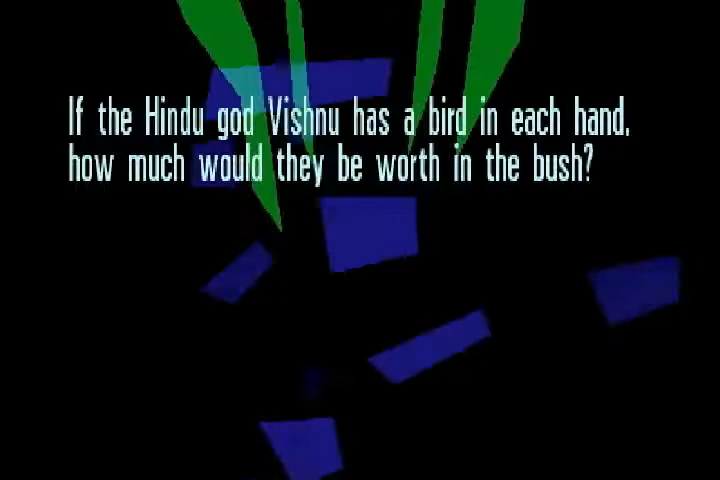 If the Hindu god Vishnu has a bird in each hand.
how much would they be worth in the bush?